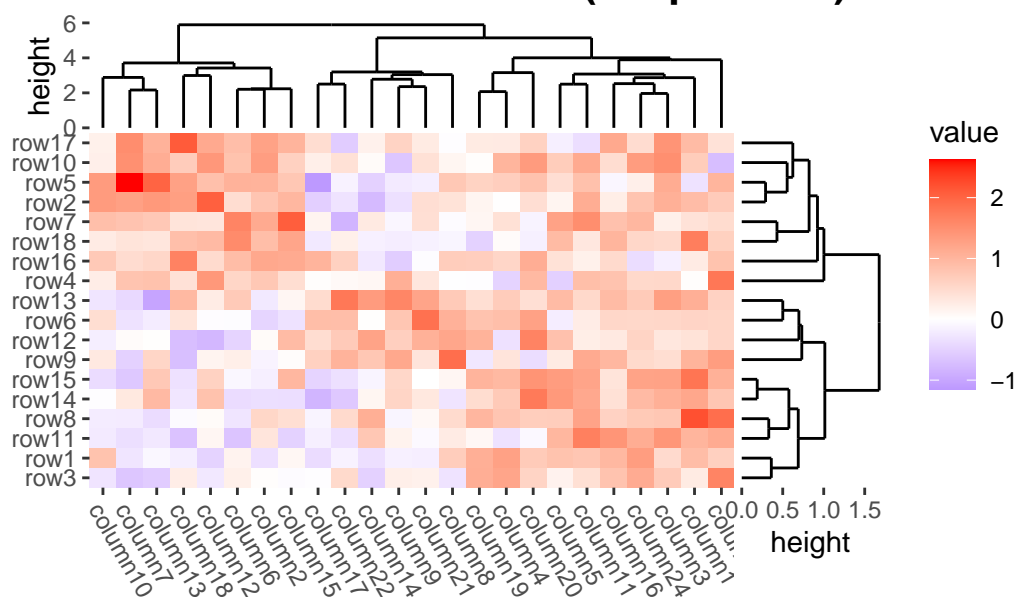 height
6
4
2
0
row17
row10
row5
row2
row7
row18
row16
row4
row13
row6
row12
row9
row15
row14
row8
row11
row1
row3
column10
column7
column13
column18
column12
column6
column2
column15
column17
column22
column14
column9
column21
column8
column19
column4
column20
column5
column11
column16
column24
column3
column1
0.0 0.5 1.0 1.5
height
value
2
1
0
−1